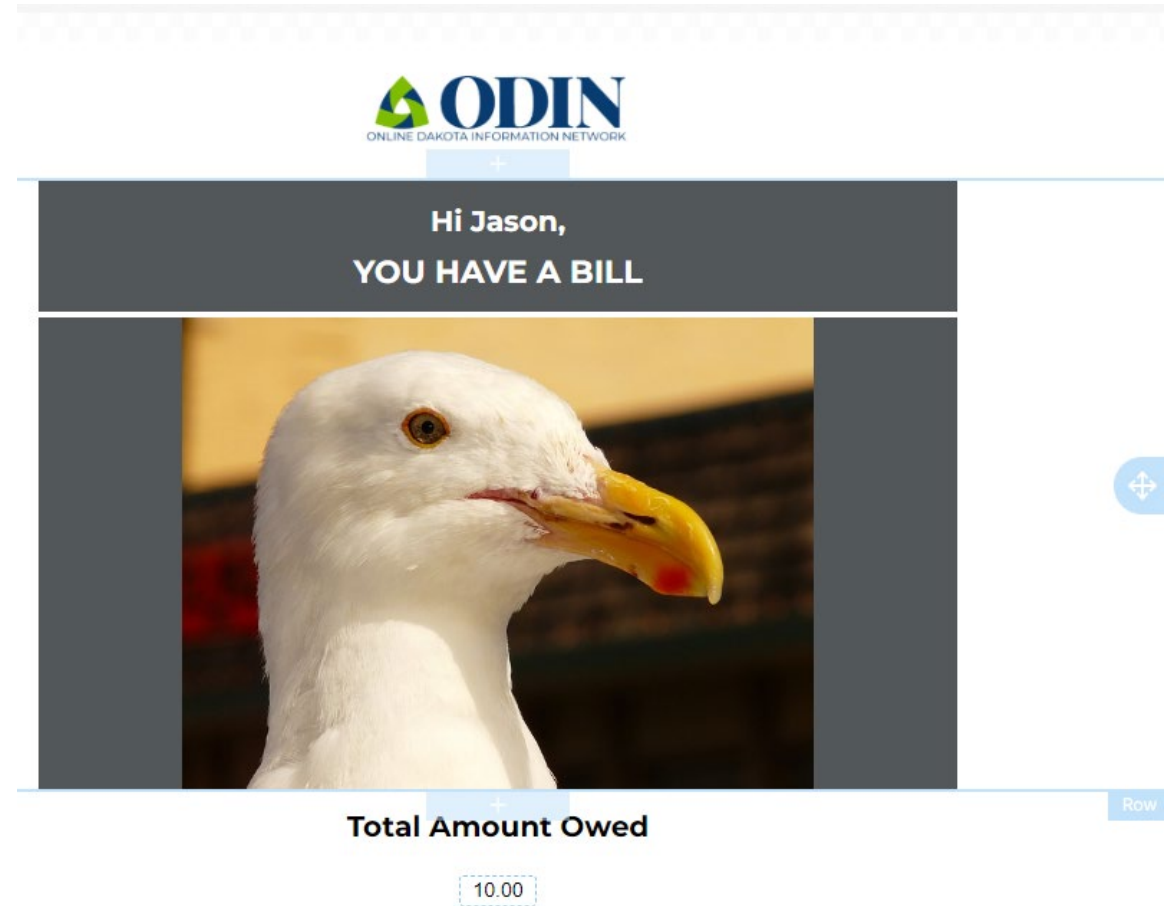 ODIN
ONLINE DAKOTA INFORMATION NETWORK
Hi Jason,
YOU HAVE A BILL
Row
Total Amount Owed
10.00